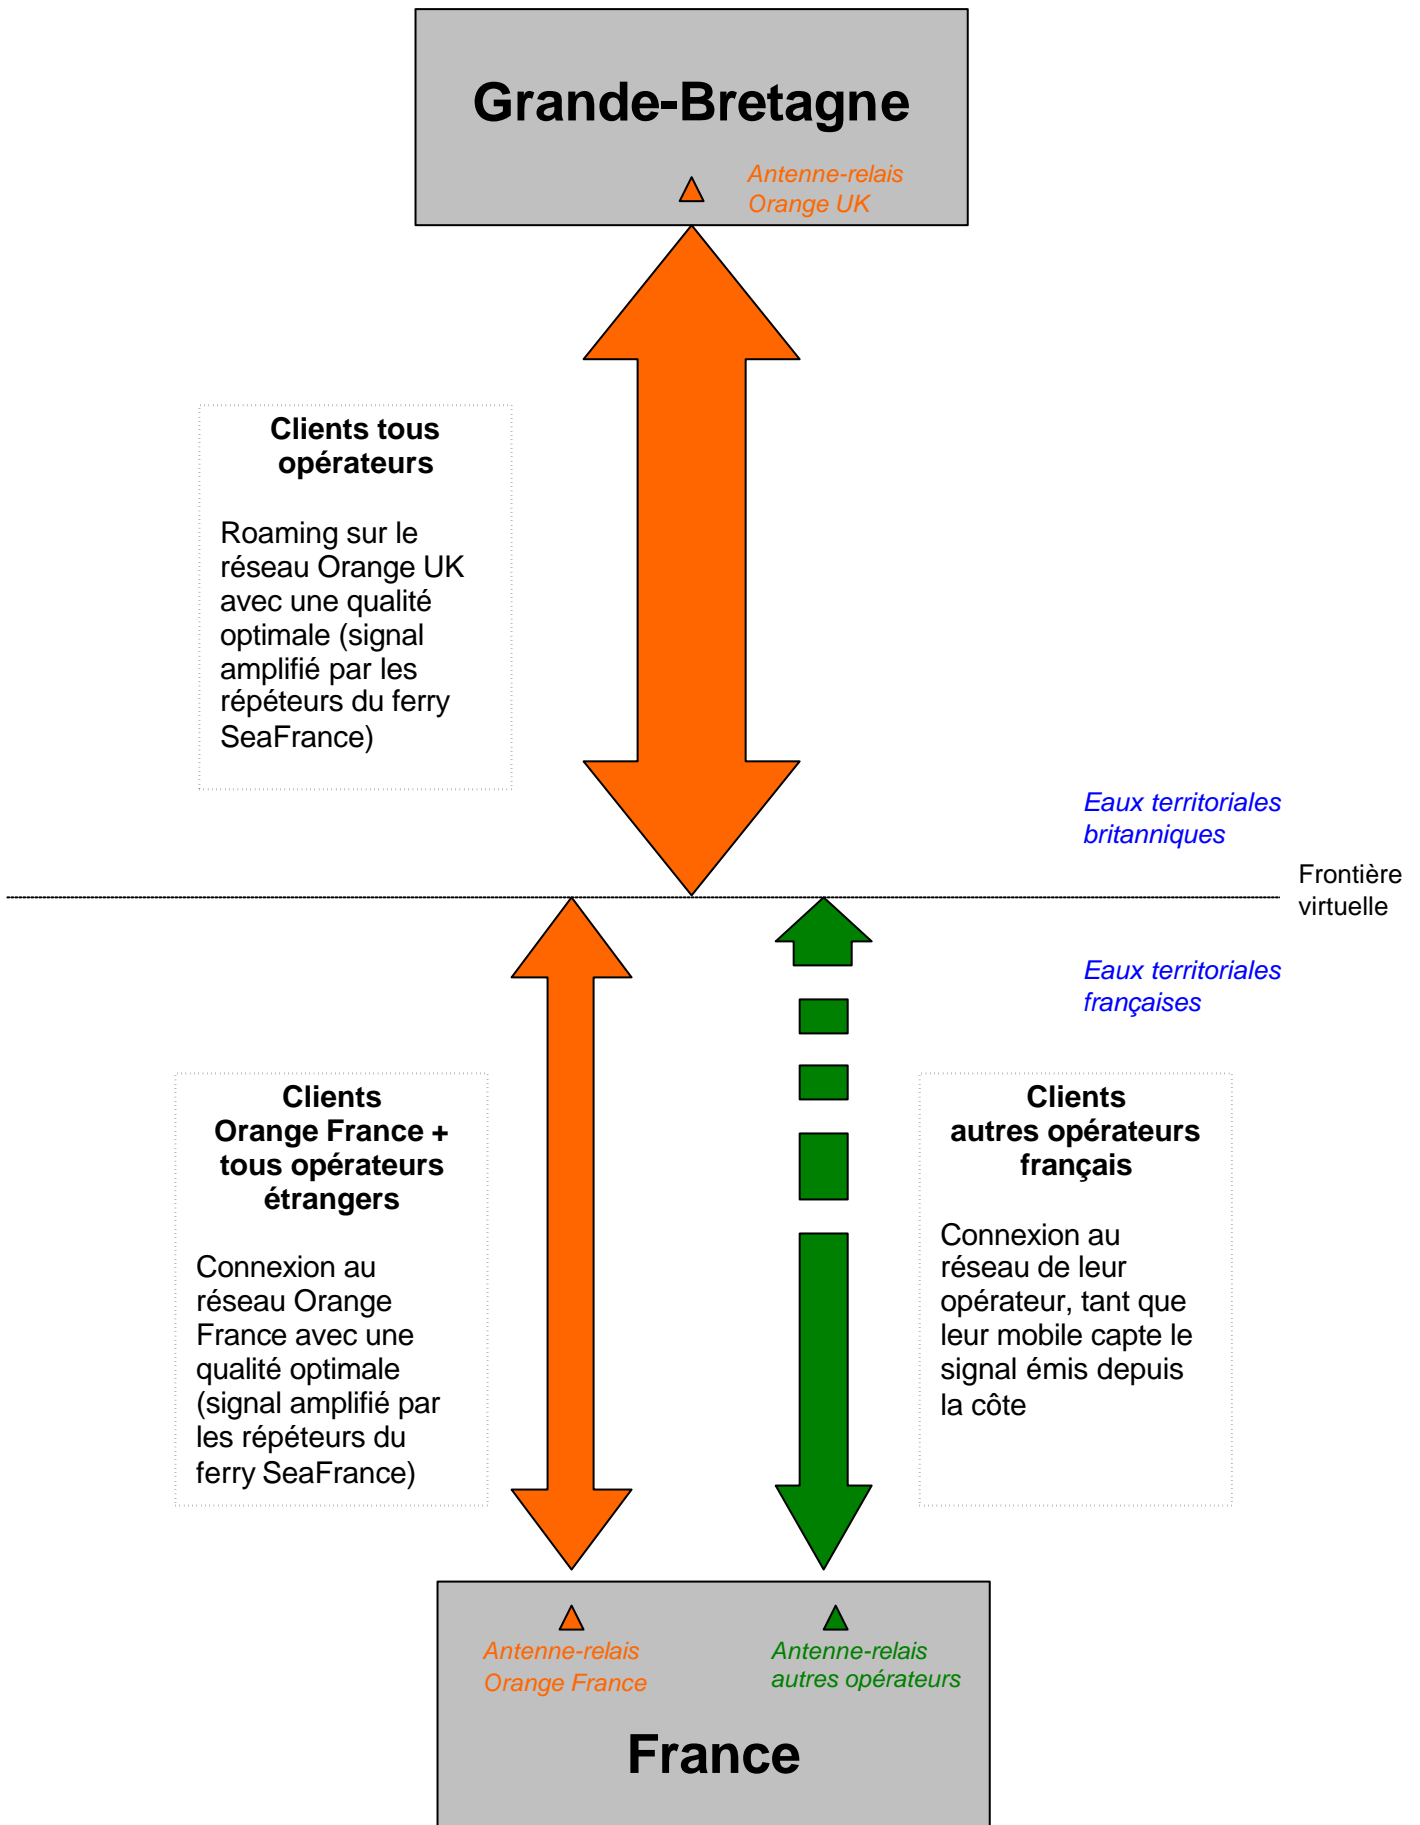 Grande-Bretagne
Antenne-relais
Orange UK
Clients tous
opérateurs
Roaming sur le
réseau Orange UK
avec une qualité
optimale (signal
amplifié par les
répéteurs du ferry
SeaFrance)
Eaux territoriales
britanniques
Frontière
virtuelle
Eaux territoriales
françaises
Clients
Orange France +
tous opérateurs
étrangers
Connexion au
réseau Orange
France avec une
qualité optimale
(signal amplifié par
les répéteurs du
ferry SeaFrance)
Clients
autres opérateurs
français
Connexion au
réseau de leur
opérateur, tant que
leur mobile capte le
signal émis depuis
la côte
Antenne-relais
Orange France
Antenne-relais
autres opérateurs
France